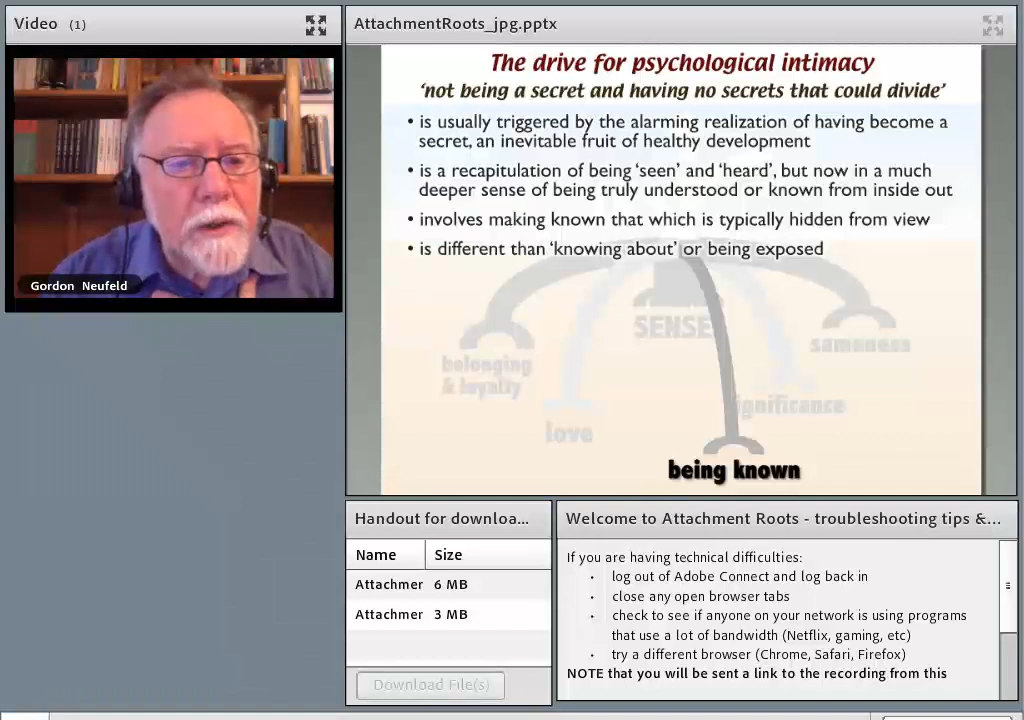 Video (1)
Gordon Neufeld
AttachmentRoots_jpg.pptx
The drive for psychological intimacy
‘not being a secret and having no secrets that could divide’
• is usually triggered by the alarming realization of having become a
secret, an inevitable fruit of healthy development
• is a recapitulation of being ‘seen’ and ‘heard’, but now in a much
deeper sense of being truly understood or known from inside out
• involves making known that which is typically hidden from view
• is different than ‘knowing about’ or being exposed
SENSE
sameness
belonging
& loyalty
significance
love
being known
Handout for downloa...
Name Size
Attachmer 6 MB
Attachmer 3 MB
Download File(s)
Welcome to Attachment Roots - troubleshooting tips &...
If you are having technical difficulties:
• log out of Adobe Connect and log back in
• close any open browser tabs
• check to see if anyone on your network is using programs
that use a lot of bandwidth (Netflix, gaming, etc)
• try a different browser (Chrome, Safari, Firefox)
NOTE that you will be sent a link to the recording from this